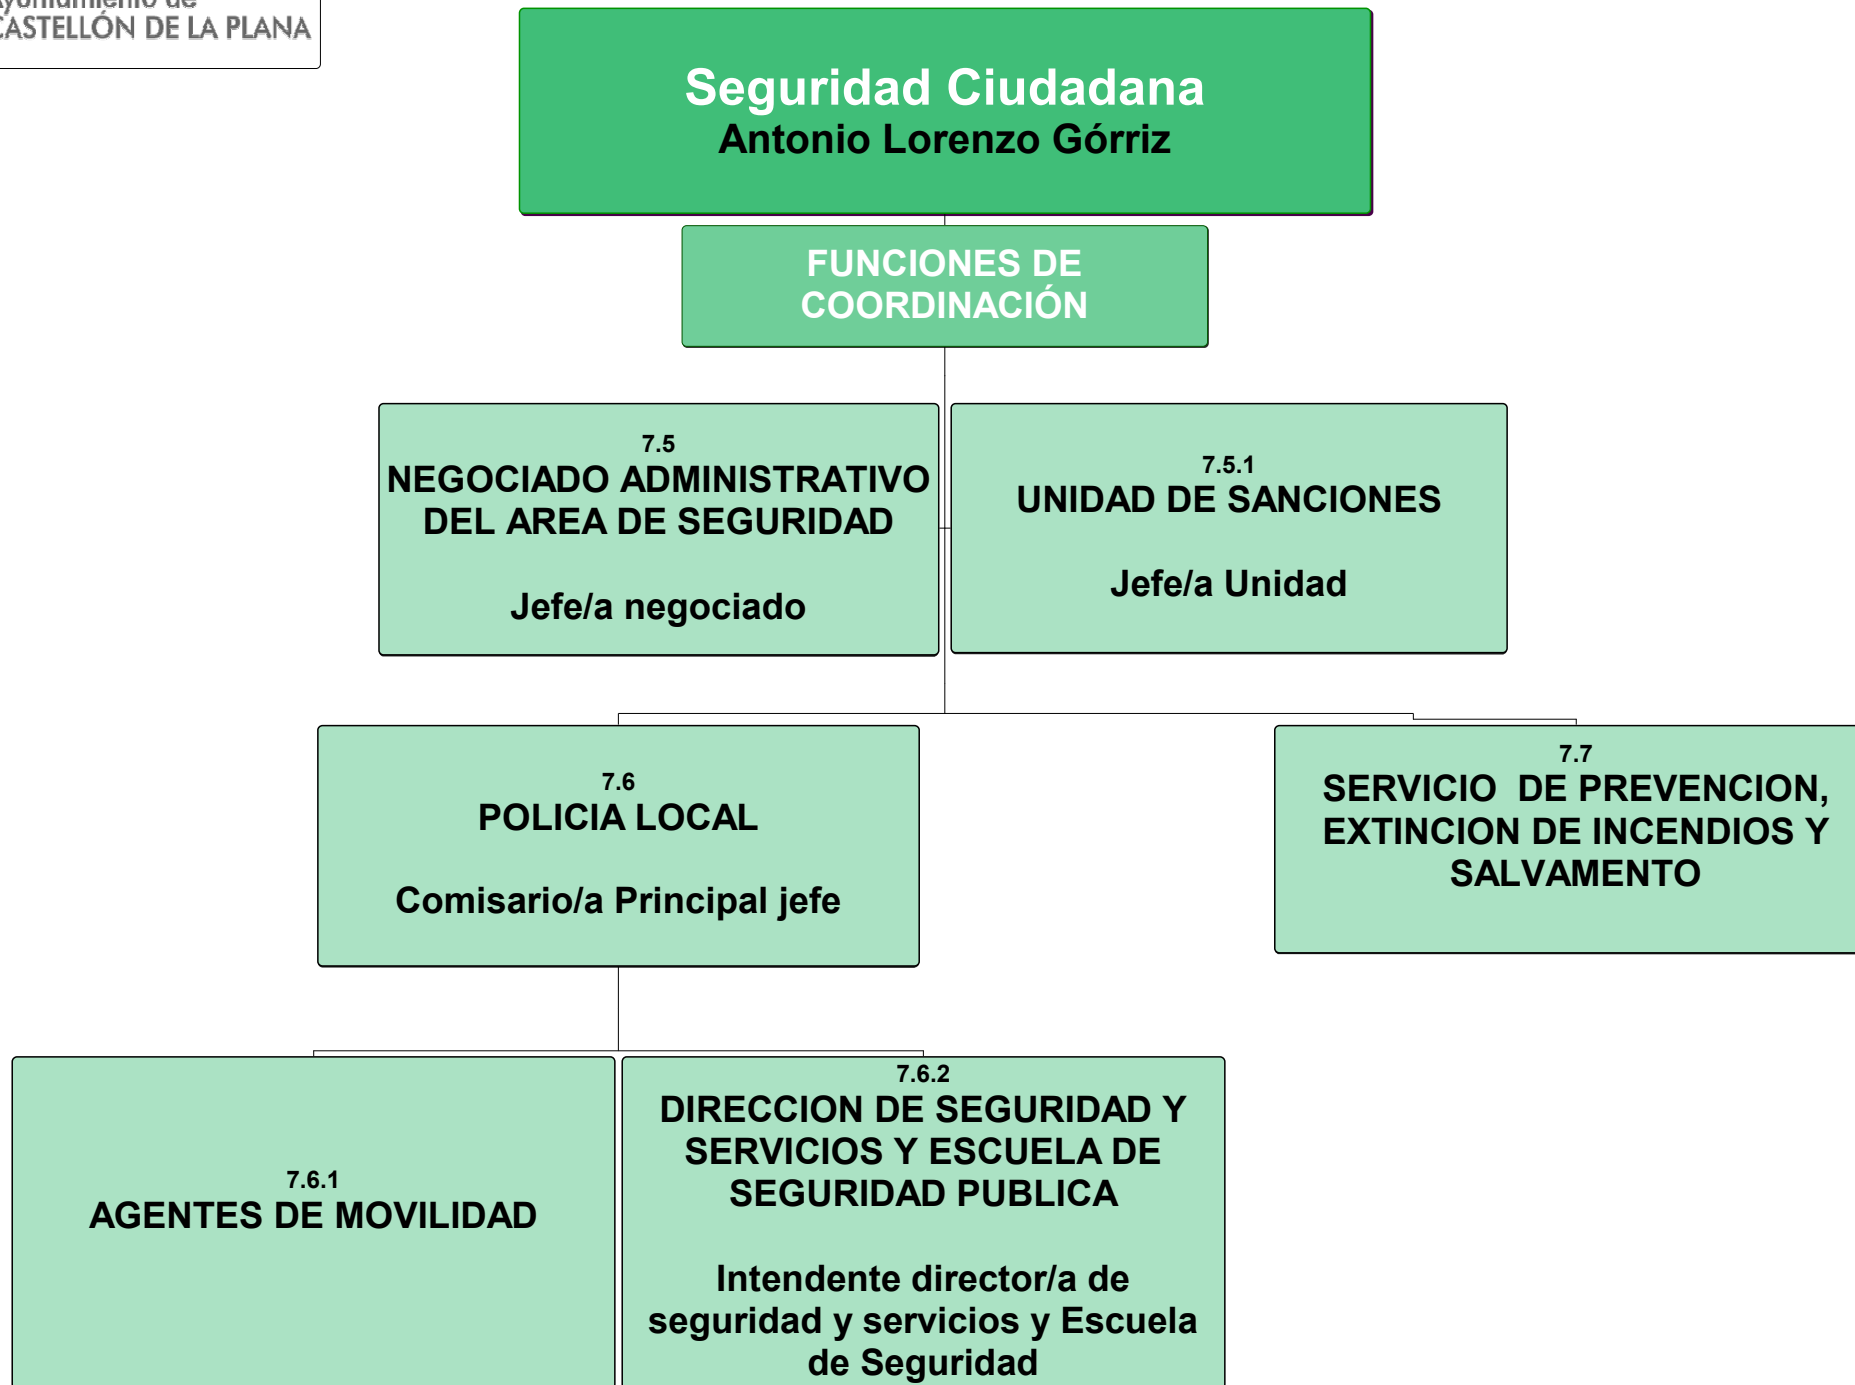 Ayuntamiento de
CASTELLÓN DE LA PLANA
Seguridad Ciudadana
Antonio Lorenzo Górriz
FUNCIONES DE
COORDINACIÓN
7.5
NEGOCIADO ADMINISTRATIVO
DEL AREA DE SEGURIDAD
Jefe/a negociado
7.5.1
UNIDAD DE SANCIONES
Jefe/a Unidad
7.6
POLICIA LOCAL
Comisario/a Principal jefe
7.7
SERVICIO DE PREVENCION,
EXTINCION DE INCENDIOS Y
SALVAMENTO
7.6.1
AGENTES DE MOVILIDAD
7.6.2
DIRECCION DE SEGURIDAD Y
SERVICIOS Y ESCUELA DE
SEGURIDAD PUBLICA
Intendente director/a de
seguridad y servicios y Escuela
de Seguridad